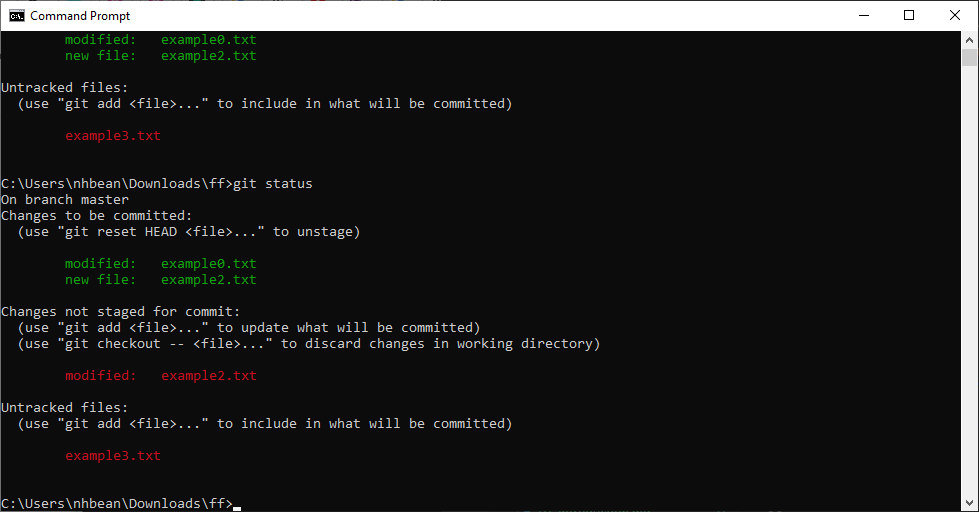 Command Prompt
modified:   example0.txt
new file:   example2.txt
Untracked files:
(use "git add <file>..." to include in what will be committed)
example3.txt
C:\Users\nhbean\Downloads\ff>git status
On branch master
Changes to be committed:
(use "git reset HEAD <file>..." to unstage)
modified:   example0.txt
new file:   example2.txt
Changes not staged for commit:
(use "git add <file>..." to update what will be committed)
(use "git checkout -- <file>..." to discard changes in working directory)
modified:   example2.txt
Untracked files:
(use "git add <file>..." to include in what will be committed)
example3.txt
C:\Users\nhbean\Downloads\ff>